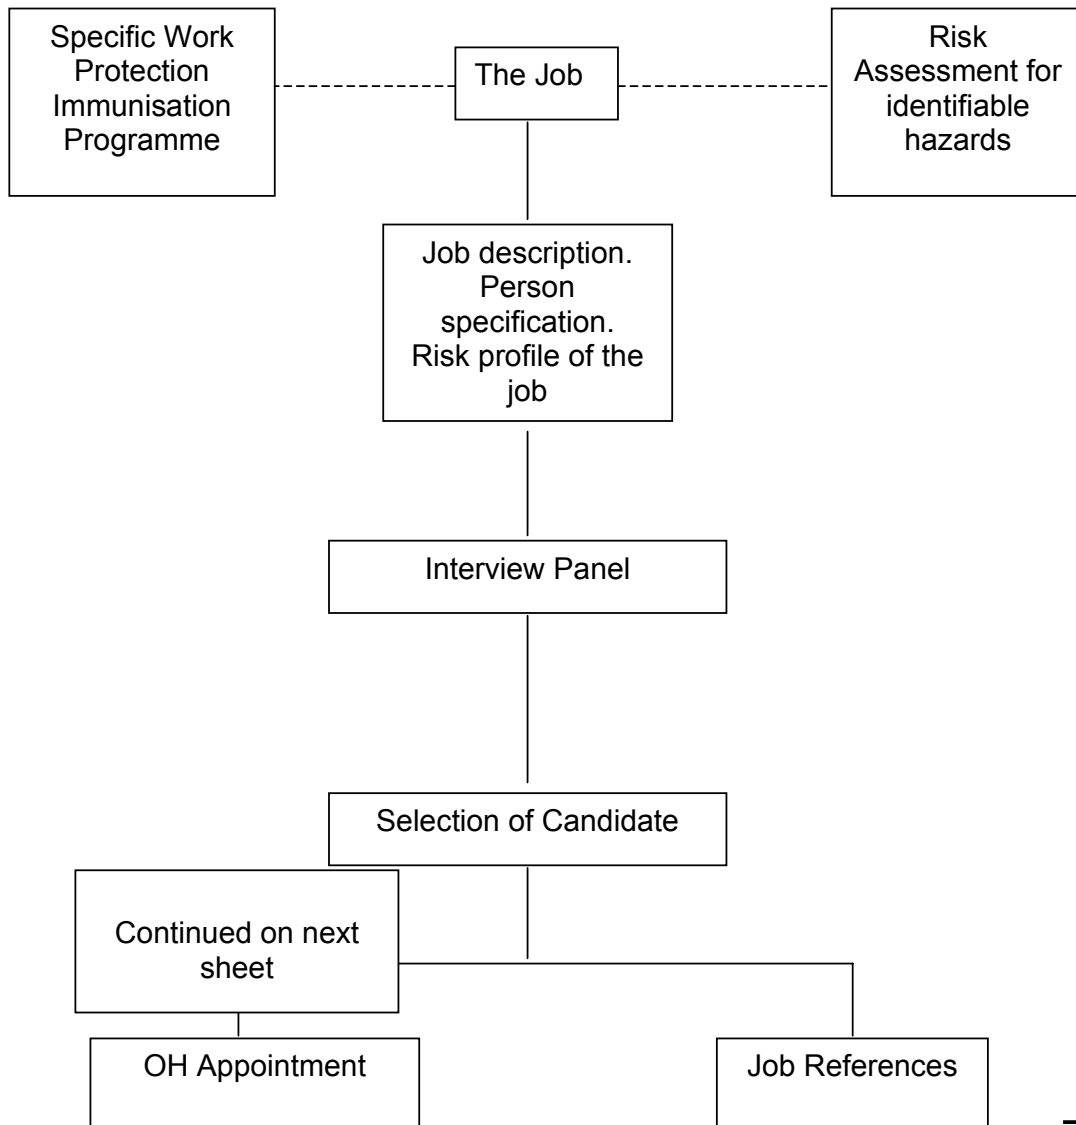 Specific Work
Protection
Immunisation
Programme
The Job
Risk
Assessment for
identifiable
hazards
Job description.
Person
specification.
Risk profile of the
job
Interview Panel
Selection of Candidate
Continued on next
sheet
OH Appointment
Job References